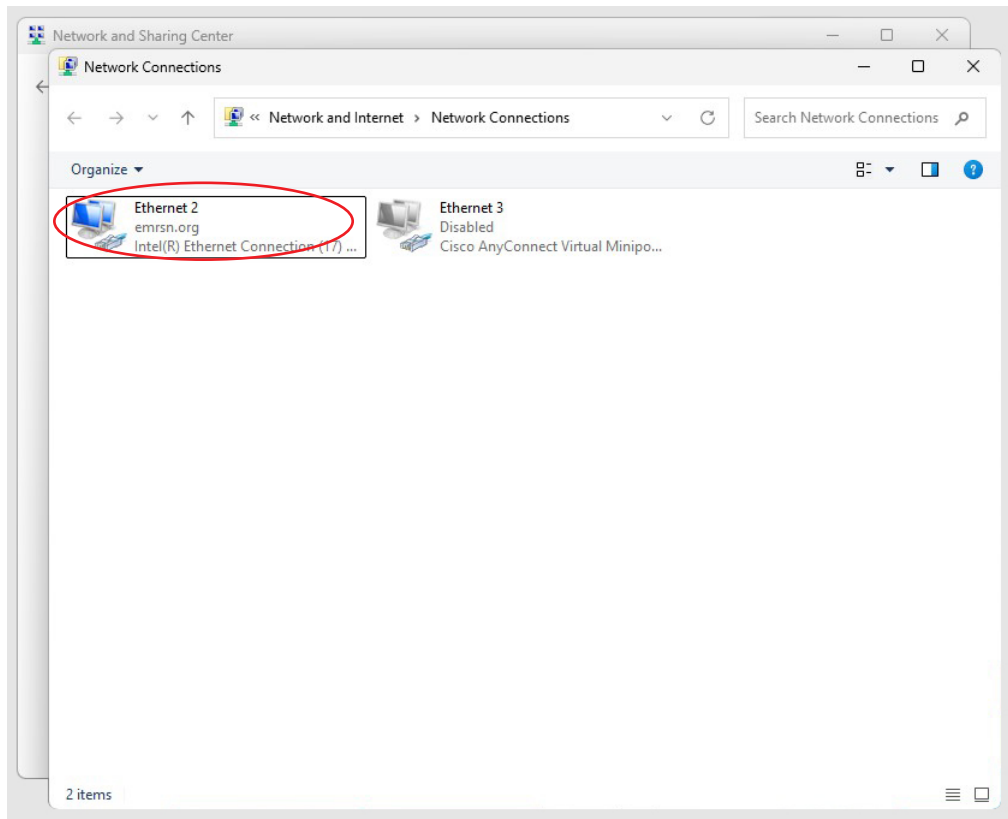 Network and Sharing Center
Network Connections
« Network and Internet > Network Connections
Search Network Connections
Organize
Ethernet 2
emrsn.org
Intel(R) Ethernet Connection (17) ...
Ethernet 3
Disabled
Cisco AnyConnect Virtual Minipo...
2 items